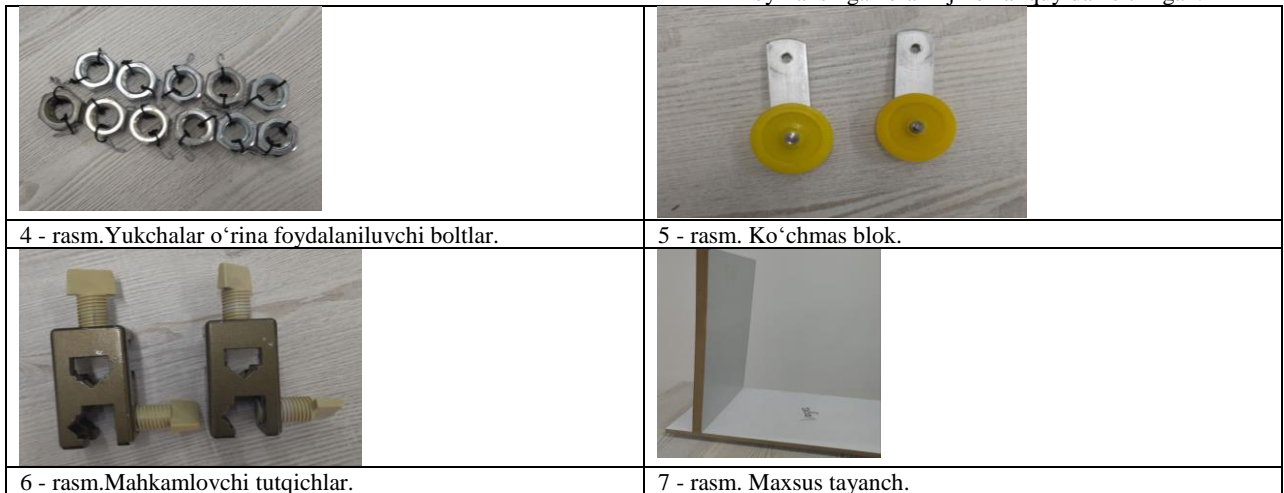 4 - rasm.Yukchalar o‘rina foydalaniluvchi boltlar.
5 - rasm. Ko‘chmas blok.
6 - rasm.Mahkamlovchi tutqichlar.
7 - rasm. Maxsus tayanch.